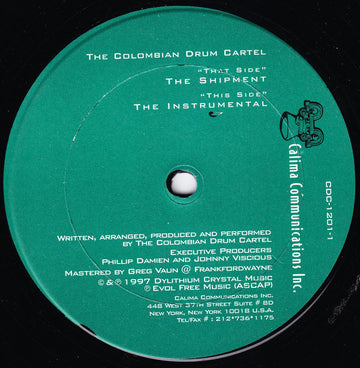 The Colombian Drum Cartel
"That Side"
The Shipment
"This Side"
The Instrumental
Calima Communications Inc.
CDC-1201-1
Written, arranged, produced and performed
by The Colombian Drum Cartel
Executive Producers
Phillip Damien and Johnny Viscious
Mastered by Greg Vaun @ Frankfordwayne
©&℗ 1997 Dylithium Crystal Music
℗ Evol Free Music (ASCAP)
Calima Communications Inc.
448 West 37th Street Suite # 8D
New York, New York 10018 U.S.A.
Tel/Fax #: 212*736*1175